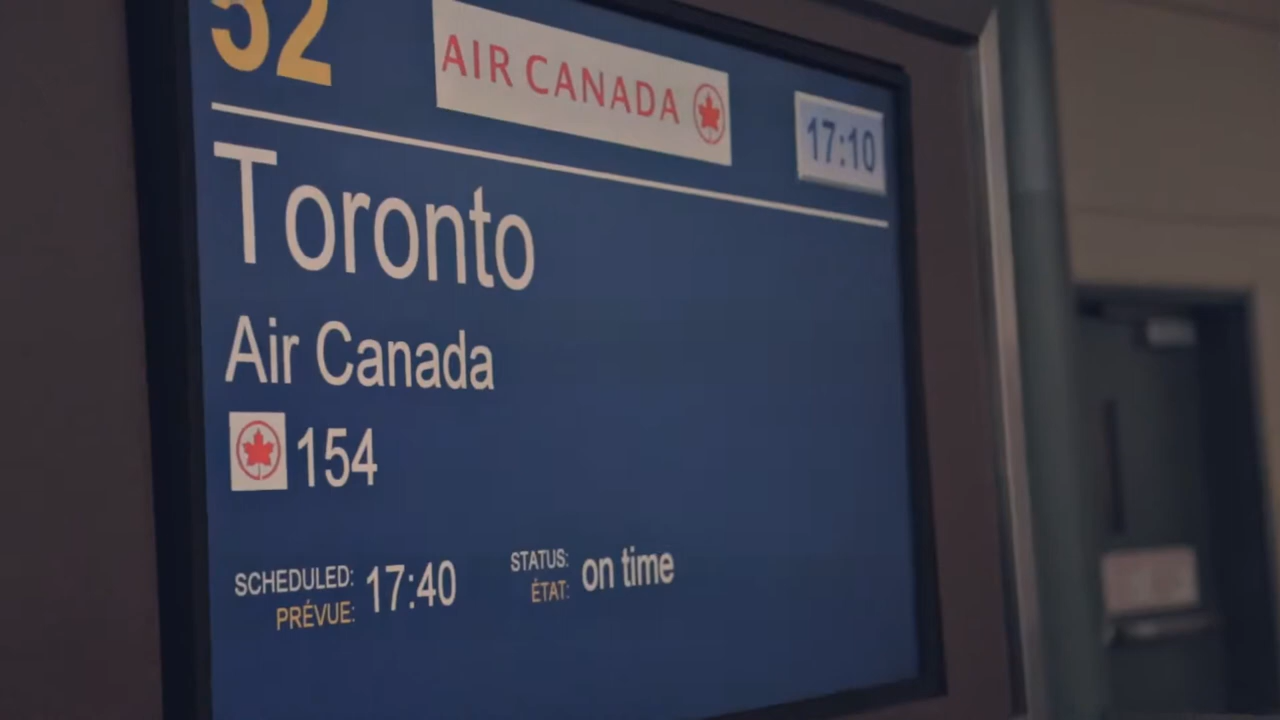 52
AIR CANADA
17:10
Toronto
Air Canada
154
SCHEDULED: 17:40
PRÉVUE:
STATUS: on time
ÉTAT: